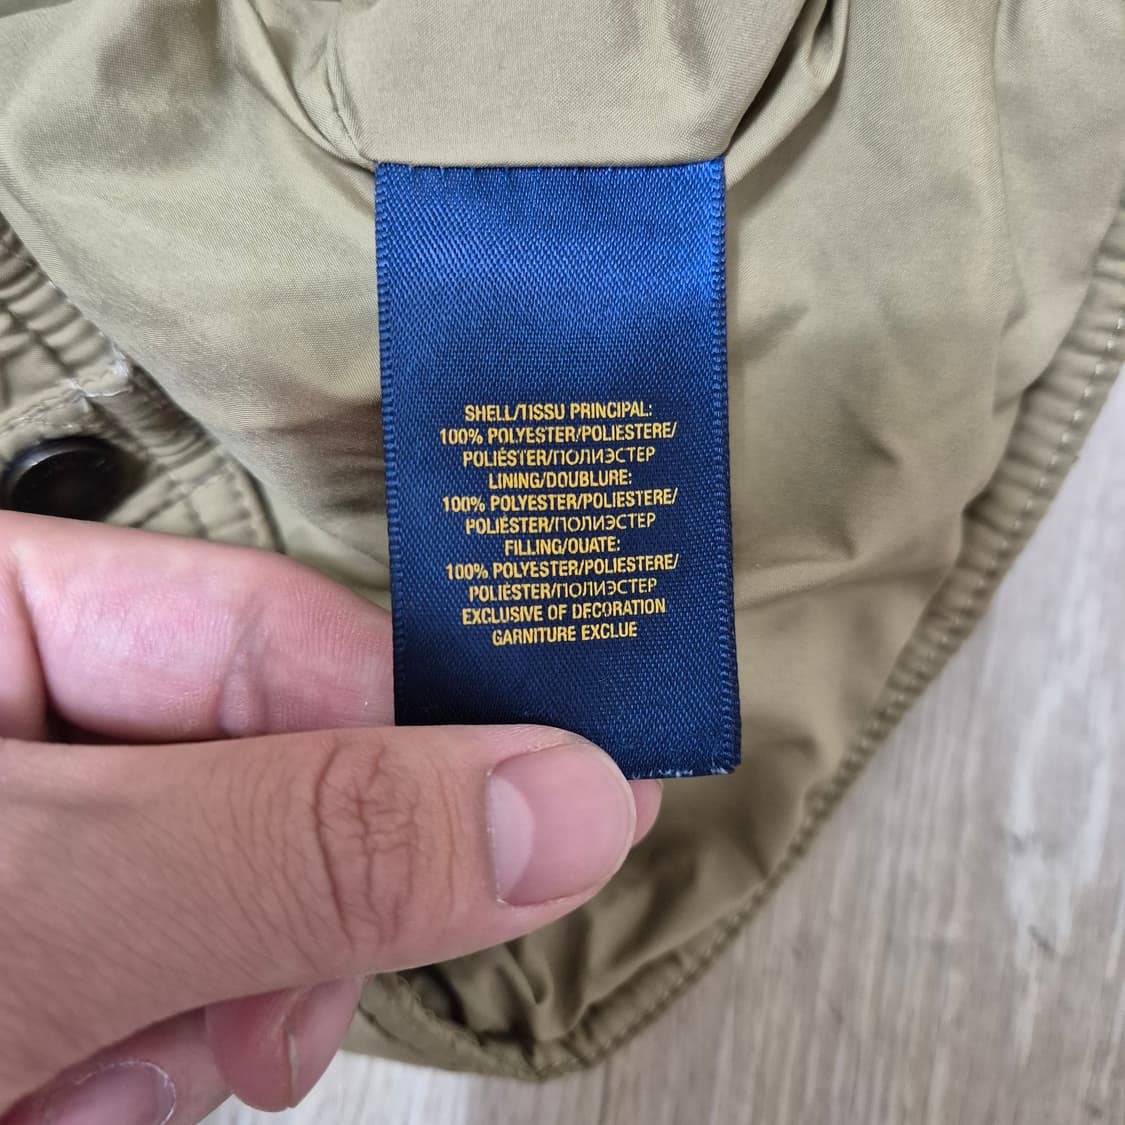 SHELL/TISSU PRINCIPAL:
100% POLYESTER/POLIESTERE/
POLIÉSTER/ПОЛИЭСТЕР
LINING/DOUBLURE:
100% POLYESTER/POLIESTERE/
POLIÉSTER/ПОЛИЭСТЕР
FILLING/OUATE:
100% POLYESTER/POLIESTERE/
POLIÉSTER/ПОЛИЭСТЕР
EXCLUSIVE OF DECORATION
GARNITURE EXCLUE